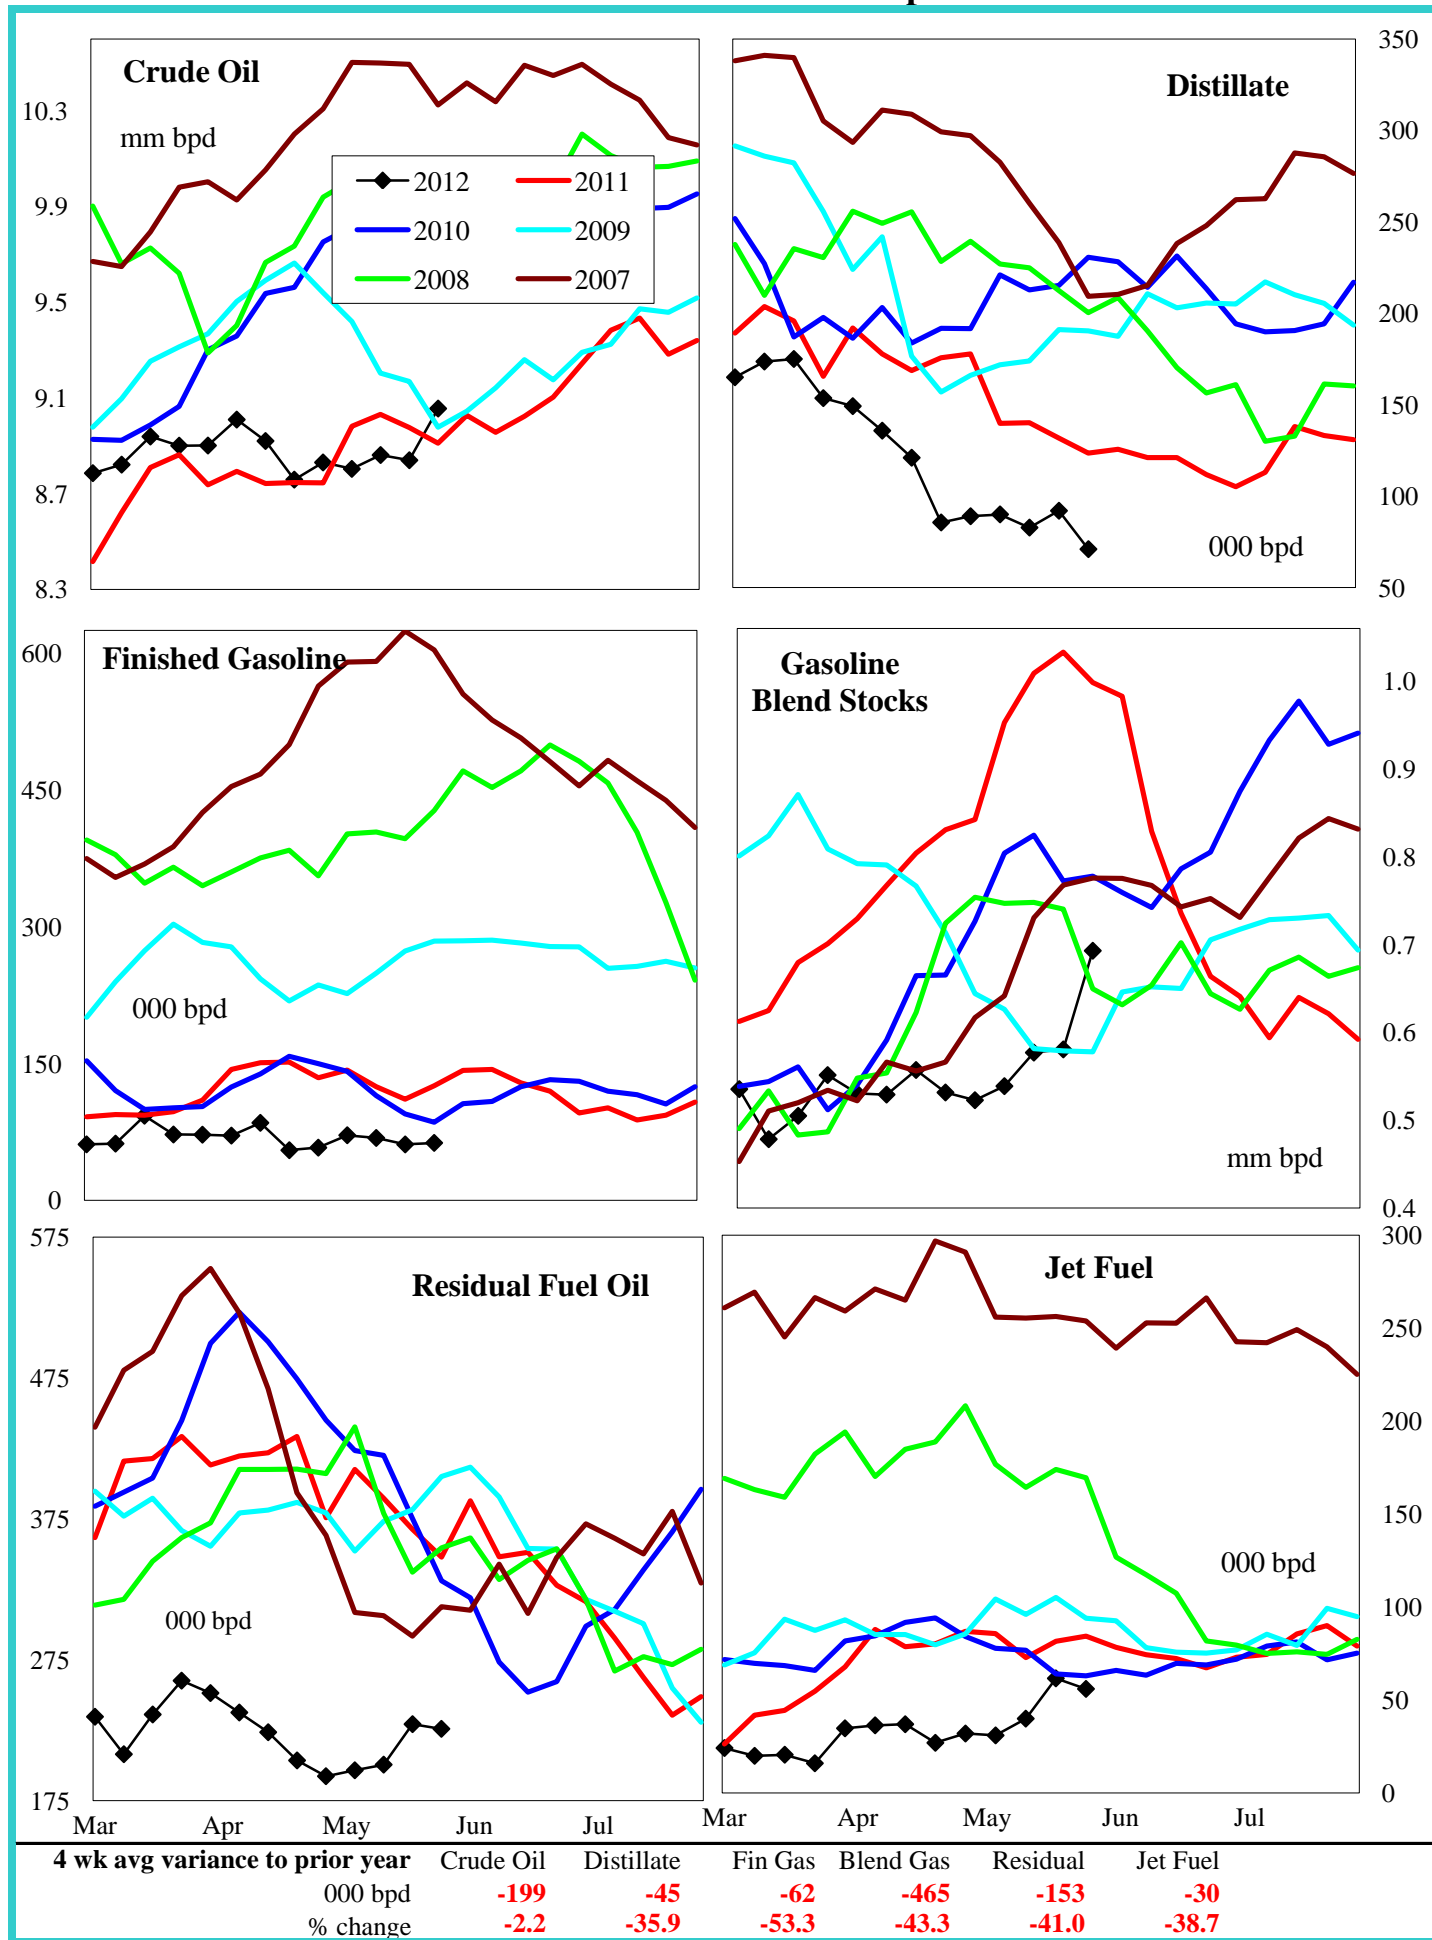 Crude Oil
mm bpd
10.3
9.9
9.5
9.1
8.7
8.3
2012
2011
2010
2009
2008
2007
Distillate
000 bpd
350
300
250
200
150
100
50
Finished Gasoline
000 bpd
600
450
300
150
0
Gasoline
Blend Stocks
mm bpd
1.0
0.9
0.8
0.7
0.6
0.5
0.4
Residual Fuel Oil
000 bpd
575
475
375
275
175
Mar Apr May Jun Jul
Jet Fuel
000 bpd
300
250
200
150
100
50
0
Mar Apr May Jun Jul
4 wk avg variance to prior year Crude Oil Distillate Fin Gas Blend Gas Residual Jet Fuel
000 bpd -199 -45 -62 -465 -153 -30
% change -2.2 -35.9 -53.3 -43.3 -41.0 -38.7